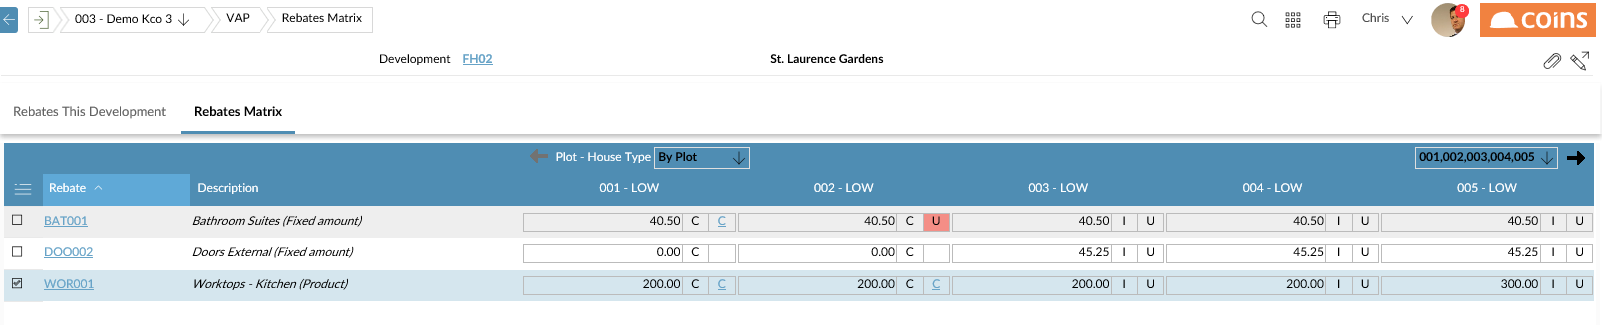 003 - Demo Kco 3
VAP
Rebates Matrix
Chris
8
coins
Development FH02 St. Laurence Gardens
Rebates This Development Rebates Matrix
Plot - House Type By Plot 001,002,003,004,005
Rebate Description 001 - LOW 002 - LOW 003 - LOW 004 - LOW 005 - LOW
BAT001 Bathroom Suites (Fixed amount) 40.50 C C 40.50 C U 40.50 I U 40.50 I U 40.50 I U
DOO002 Doors External (Fixed amount) 0.00 C 0.00 C 45.25 I U 45.25 I U 45.25 I U
WOR001 Worktops - Kitchen (Product) 200.00 C C 200.00 C C 200.00 I U 200.00 I U 300.00 I U